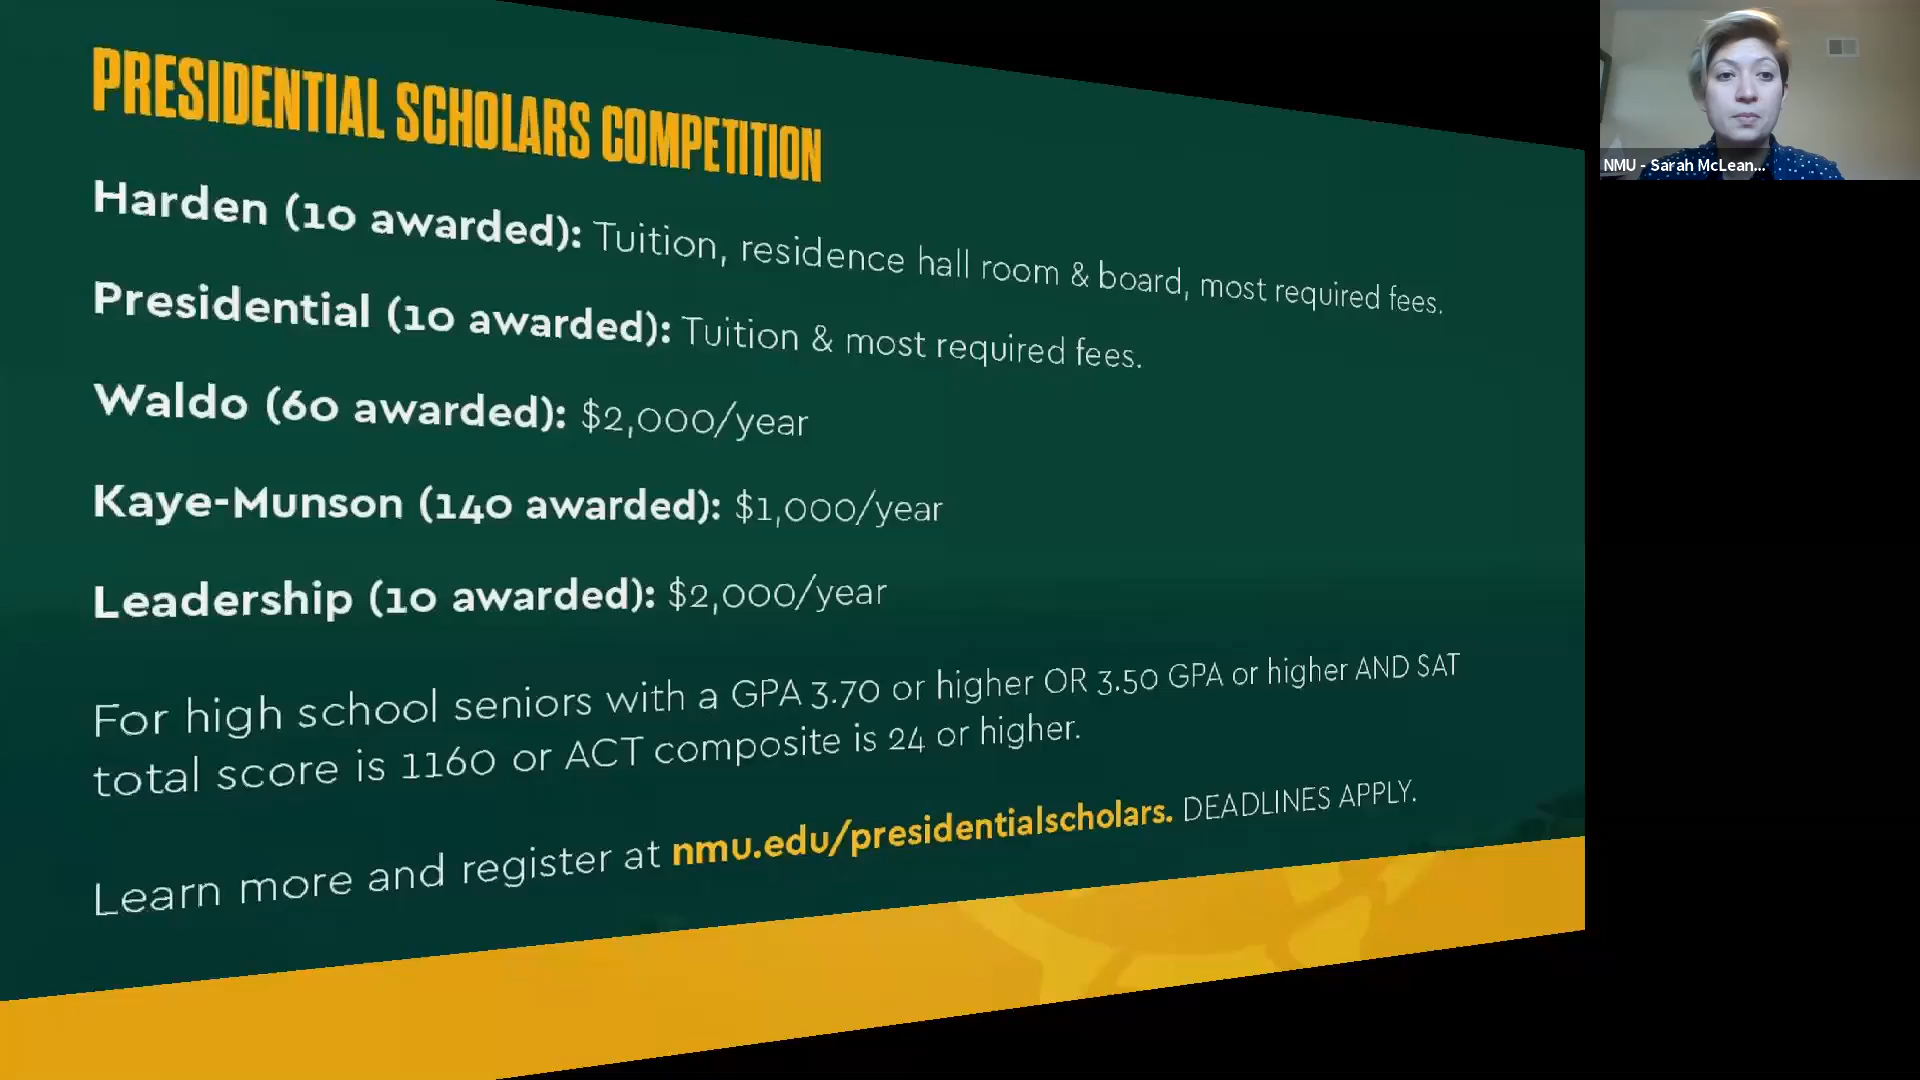 PRESIDENTIAL SCHOLARS COMPETITION
Harden (10 awarded): Tuition, residence hall room & board, most required fees.
Presidential (10 awarded): Tuition & most required fees.
Waldo (60 awarded): $2,000/year
Kaye-Munson (140 awarded): $1,000/year
Leadership (10 awarded): $2,000/year
For high school seniors with a GPA 3.70 or higher OR 3.50 GPA or higher AND SAT
total score is 1160 or ACT composite is 24 or higher.
Learn more and register at nmu.edu/presidentialscholars. DEADLINES APPLY.
NMU - Sarah McLean...